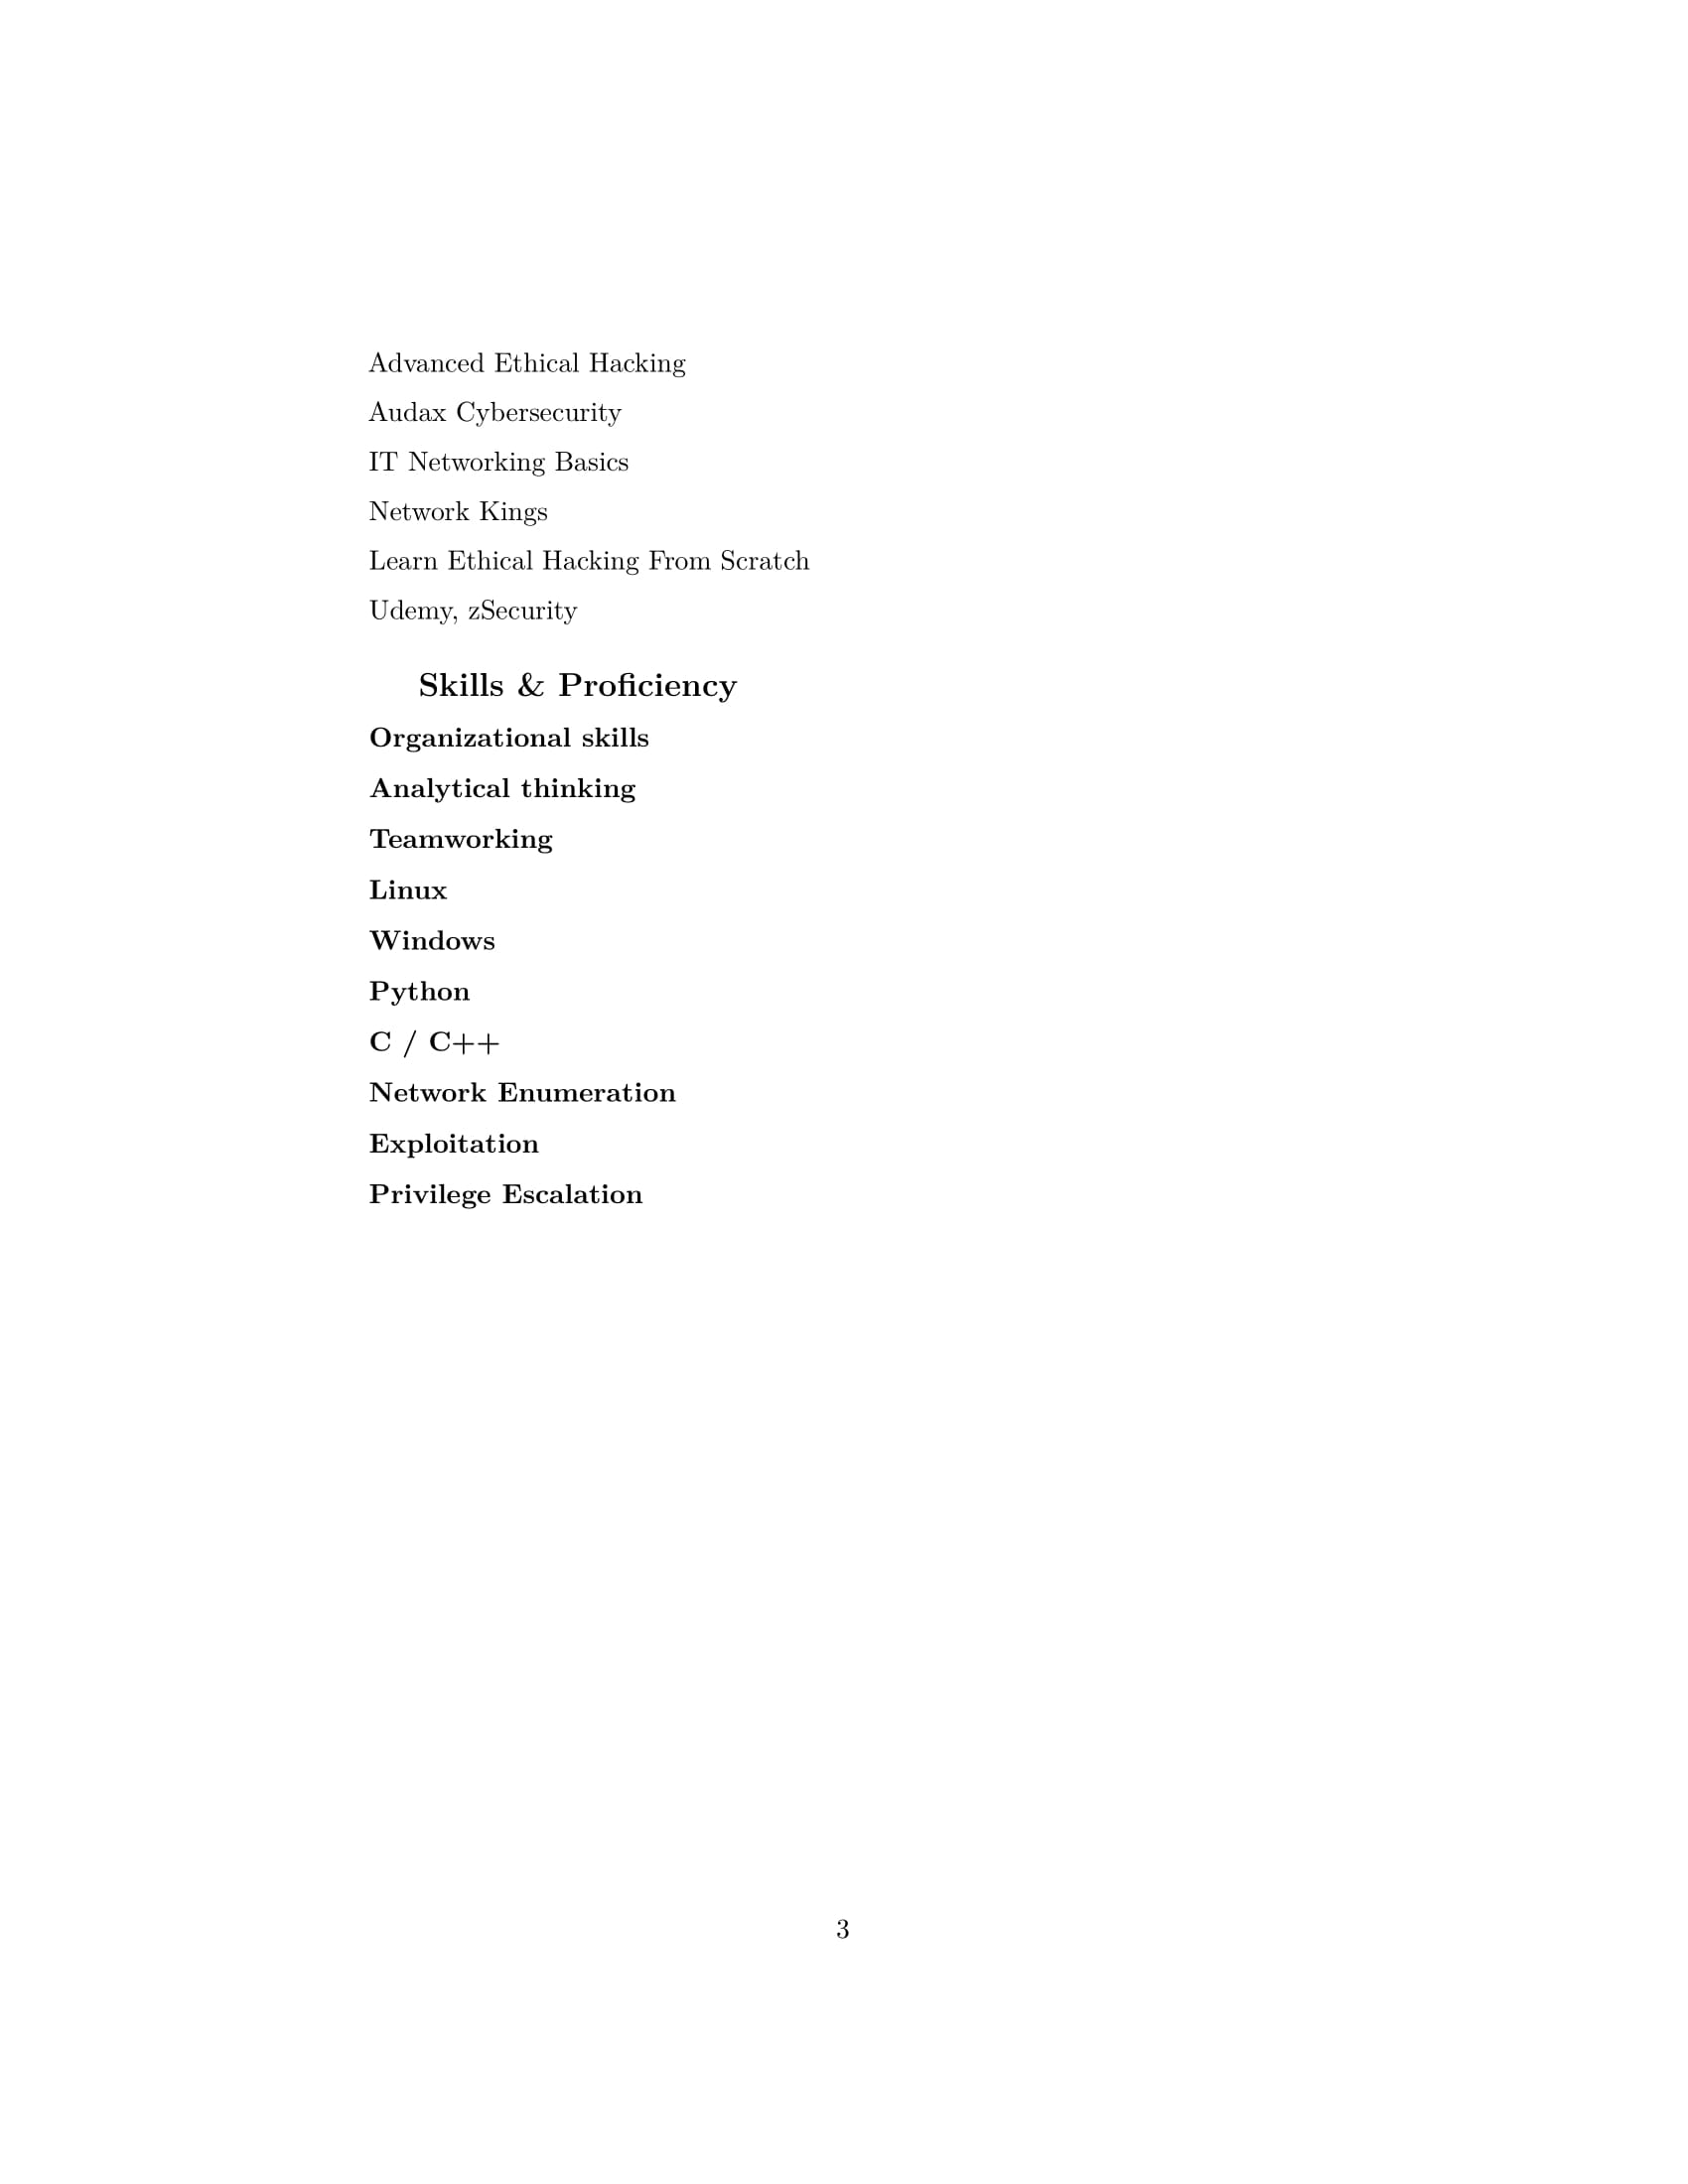 Advanced Ethical Hacking
Audax Cybersecurity
IT Networking Basics
Network Kings
Learn Ethical Hacking From Scratch
Udemy, zSecurity
Skills & Proficiency
Organizational skills
Analytical thinking
Teamworking
Linux
Windows
Python
C / C++
Network Enumeration
Exploitation
Privilege Escalation
3